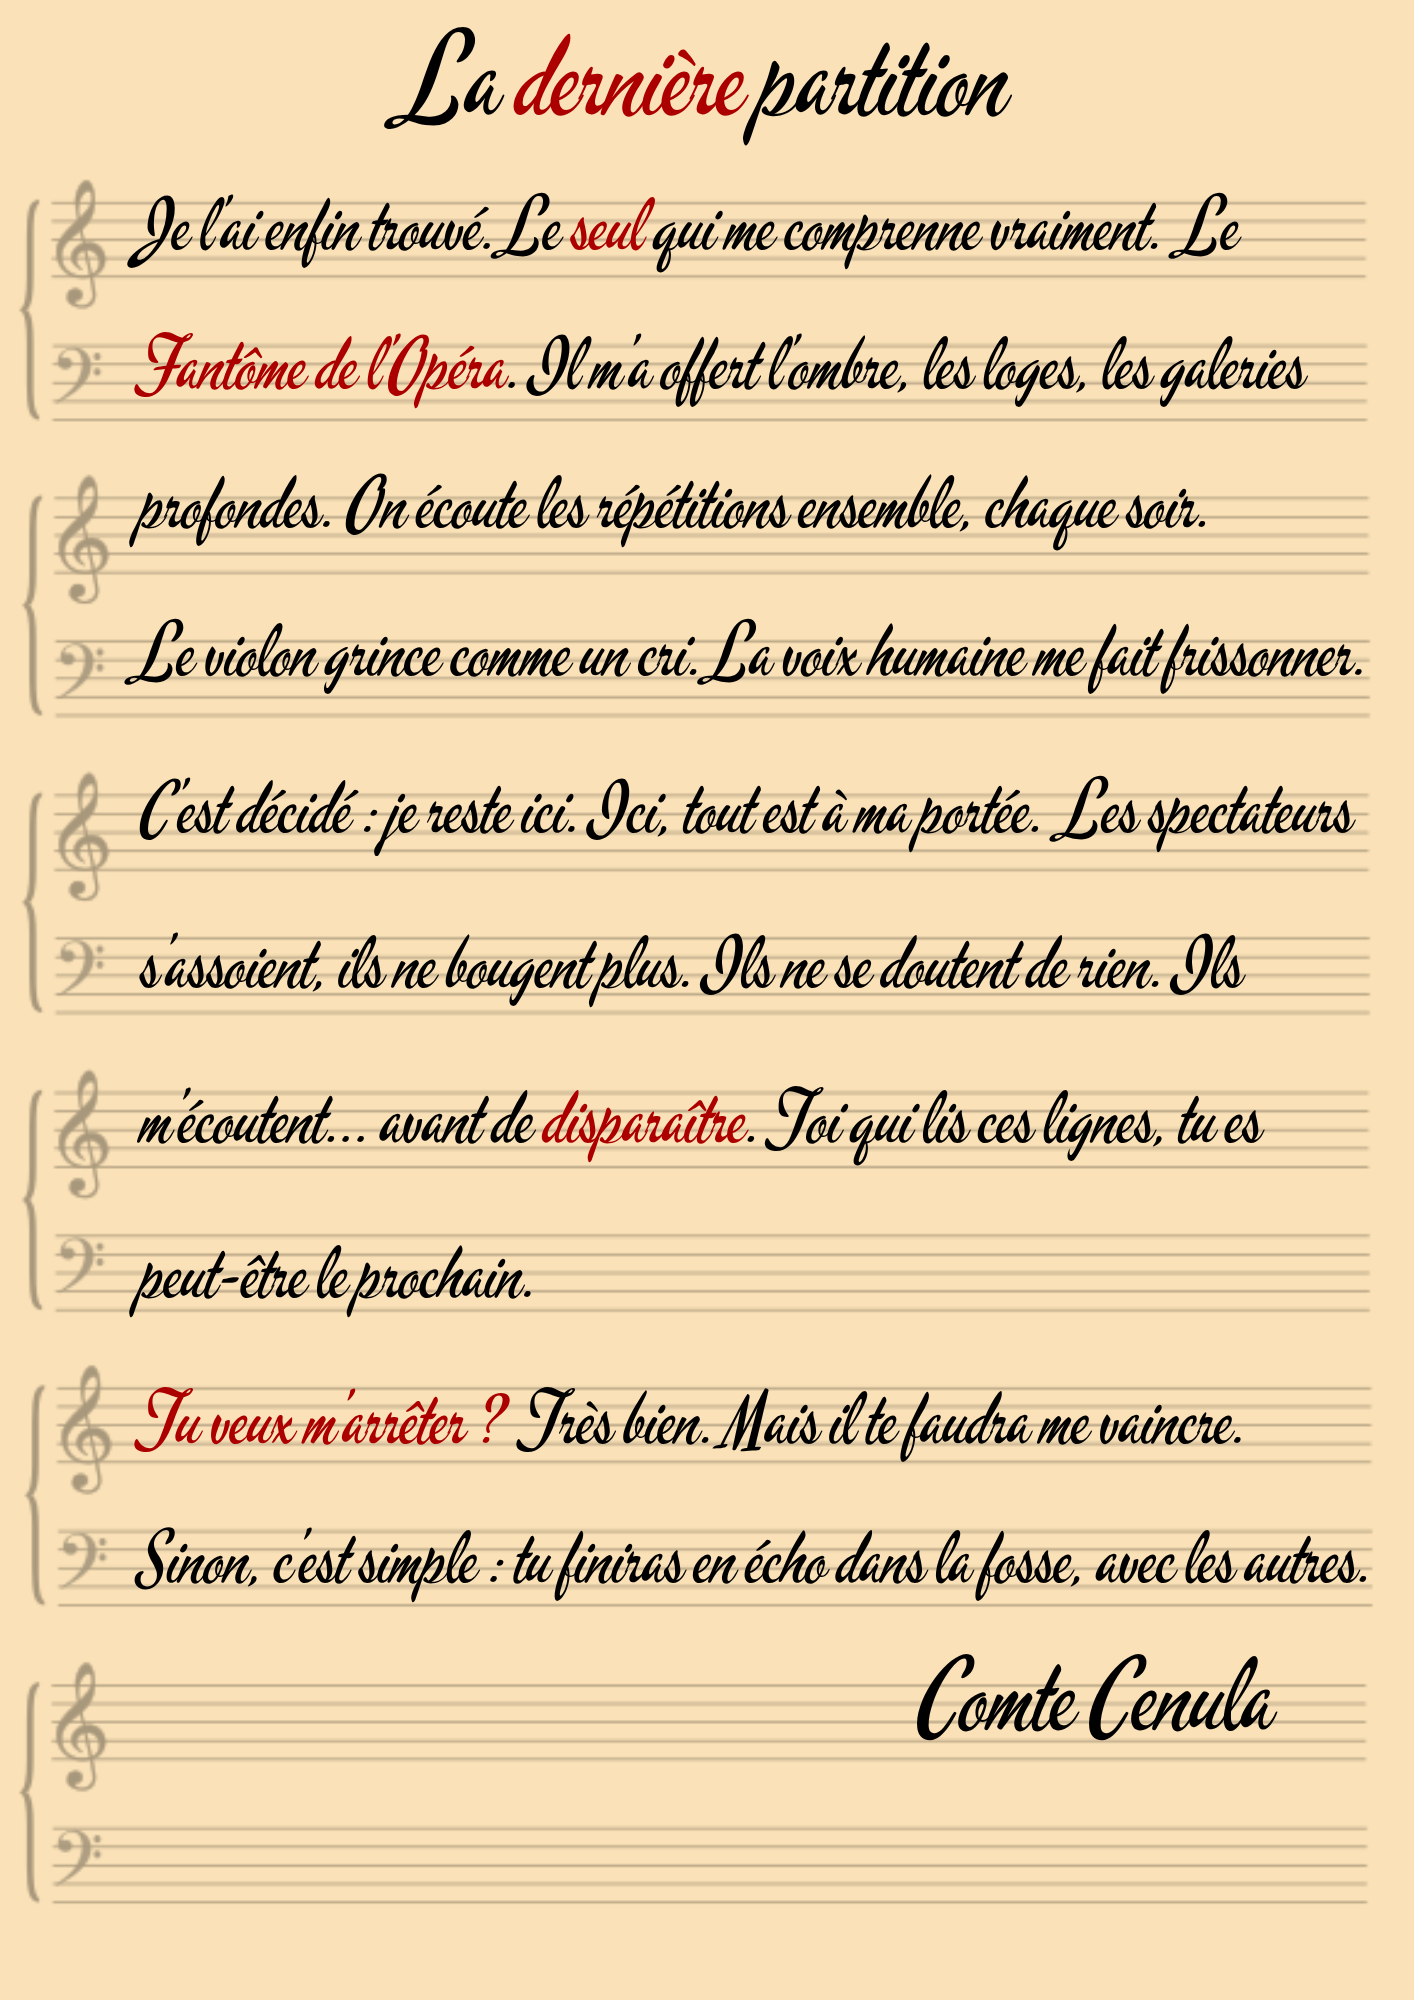 La dernière partition
Je l'ai enfin trouvé. Le seul qui me comprenne vraiment. Le
Fantôme de l'Opéra. Il m'a offert l'ombre, les loges, les galeries
profondes. On écoute les répétitions ensemble, chaque soir.
Le violon grince comme un cri. La voix humaine me fait frissonner.
C'est décidé : je reste ici. Ici, tout est à ma portée. Les spectateurs
s'assoient, ils ne bougent plus. Ils ne se doutent de rien. Ils
m'écoutent... avant de disparaître. Toi qui lis ces lignes, tu es
peut-être le prochain.
Tu veux m'arrêter ? Très bien. Mais il te faudra me vaincre.
Sinon, c'est simple : tu finiras en écho dans la fosse, avec les autres.
Comte Cenula